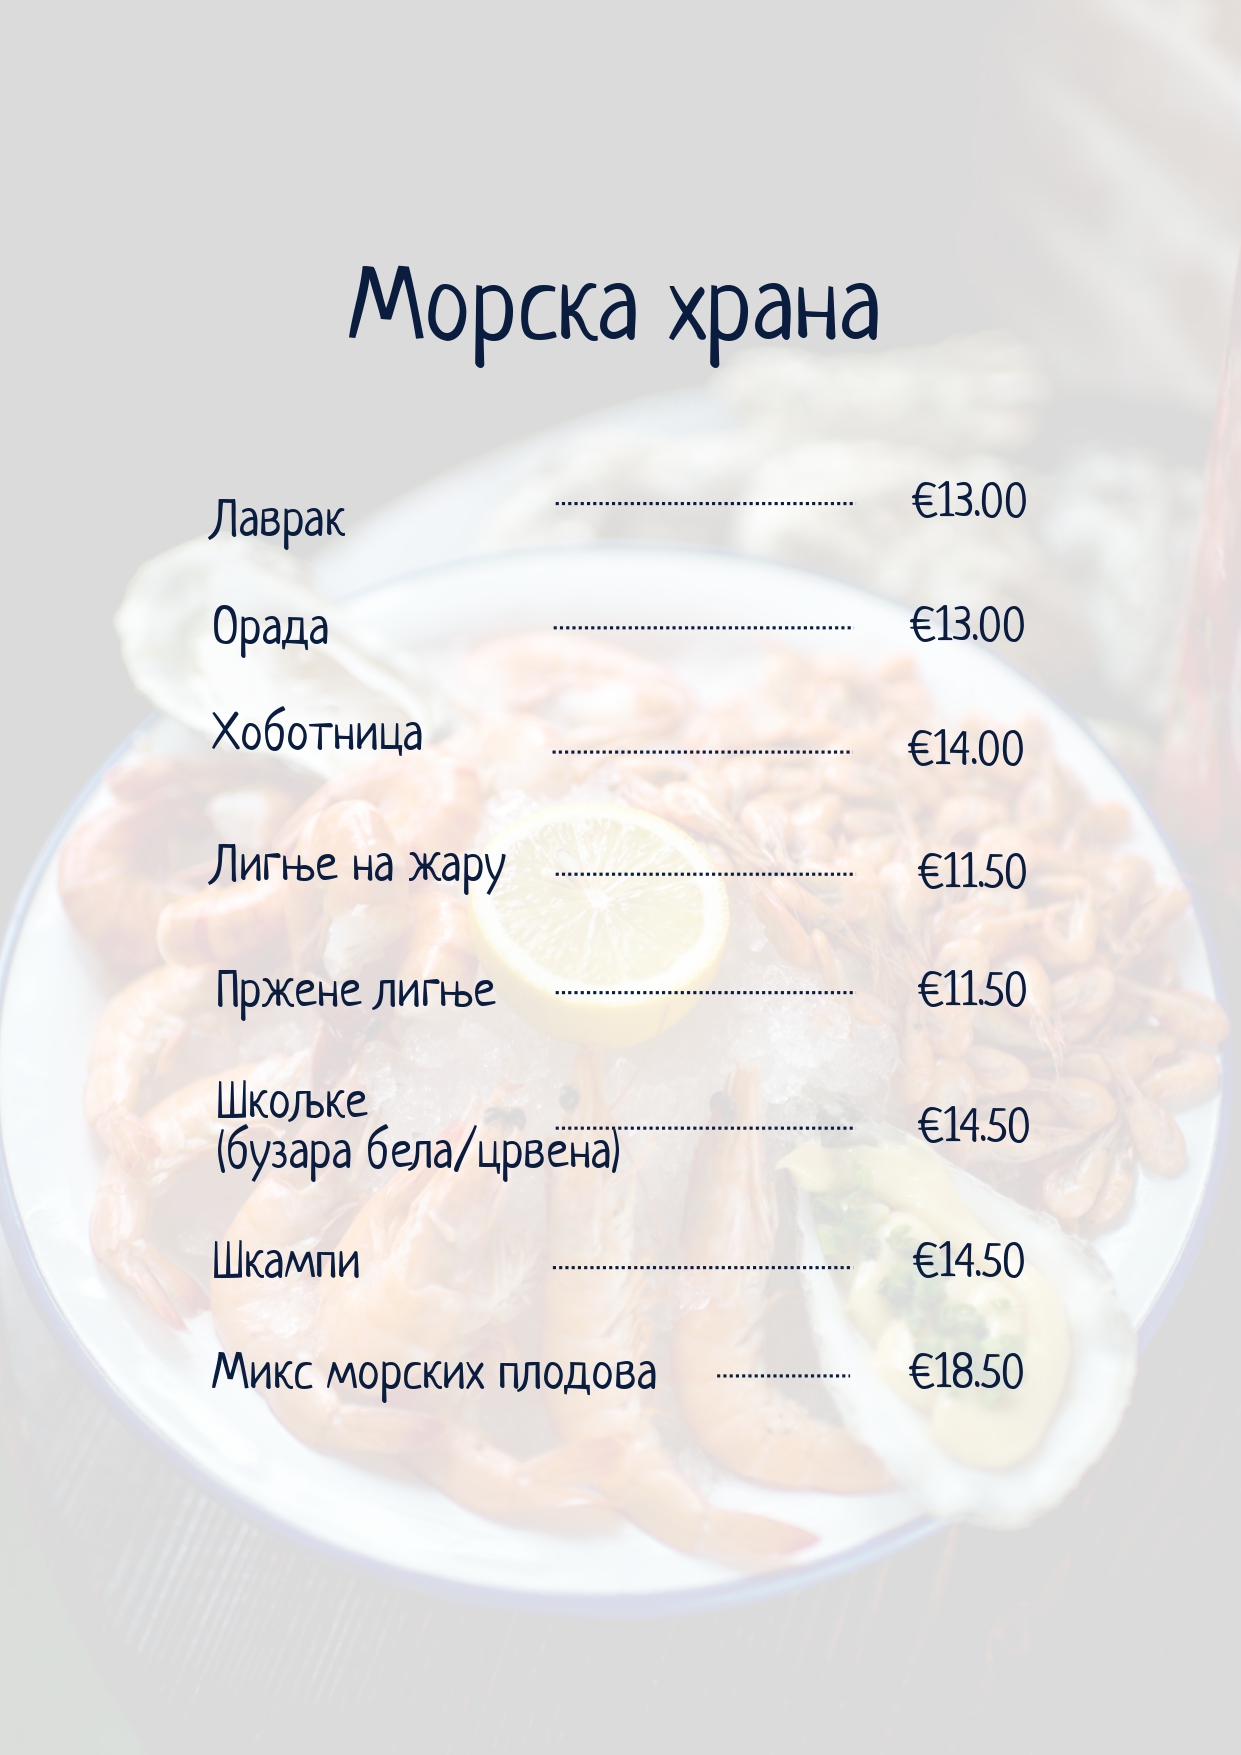 Морска храна
Лаврак ........ €13.00
Орада ........ €13.00
Хоботница ........ €14.00
Лигње на жару ........ €11.50
Пржене лигње ........ €11.50
Шкољке
(бузара бела/црвена) ........ €14.50
Шкампи ........ €14.50
Микс морских плодова ........ €18.50